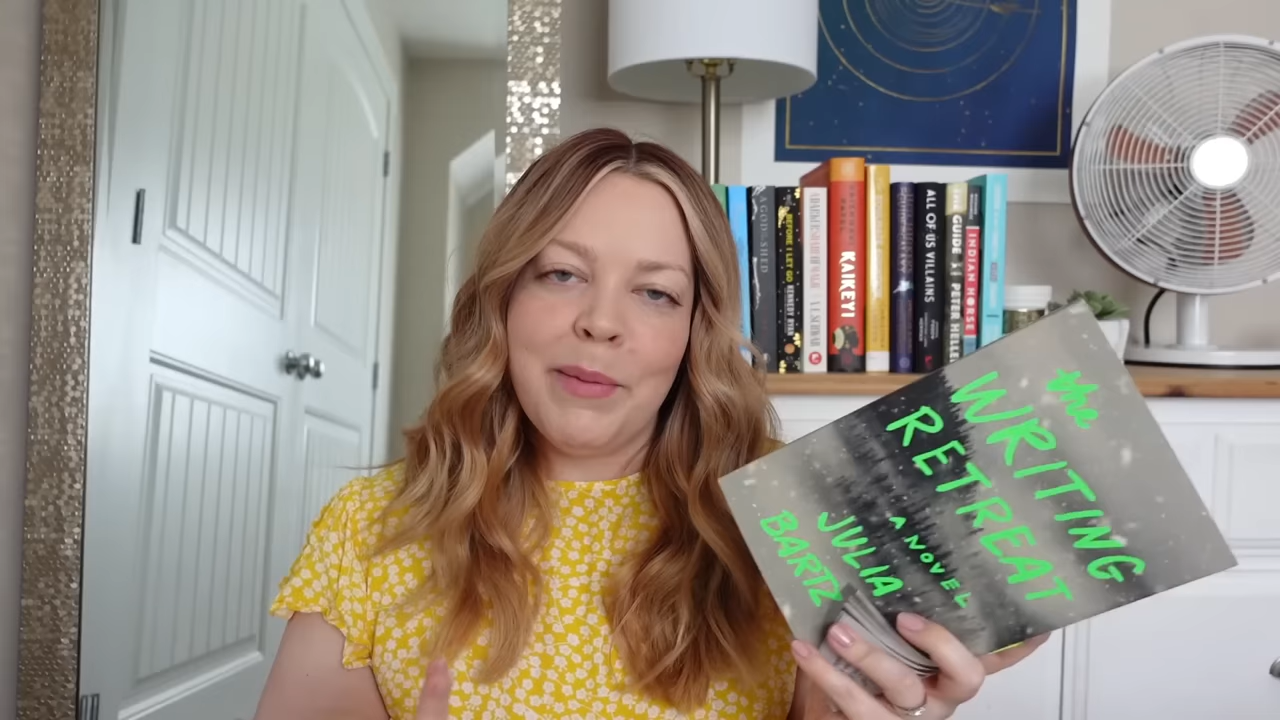 A GOD
SHED
BEFORE I LET GO KENNEDY RYAN
KAIKEYI
ALL OF US VILLAINS
THE GUIDE PETER HELLER
INDIAN HORSE
the
WRITING
RETREAT
A NOVEL
JULIA
BARTZ